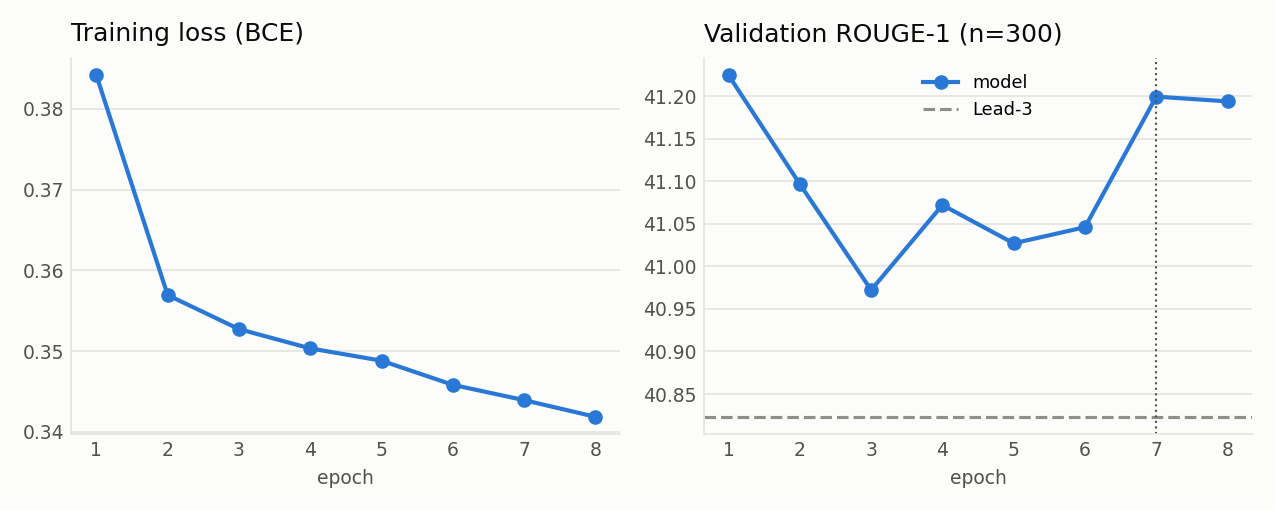 Training loss (BCE)
0.38
0.37
0.36
0.35
0.34
1 2 3 4 5 6 7 8
epoch
Validation ROUGE-1 (n=300)
model
Lead-3
41.20
41.15
41.10
41.05
41.00
40.95
40.90
40.85
1 2 3 4 5 6 7 8
epoch